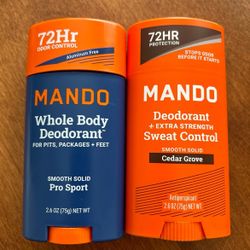 72Hr
ODOR CONTROL
Aluminum Free
MANDO
Whole Body
Deodorant™
FOR PITS, PACKAGES + FEET
SMOOTH SOLID
Pro Sport
2.6 OZ (75g) NET WT
72HR
PROTECTION
STOPS ODOR
BEFORE IT STARTS
MANDO
Deodorant
+ EXTRA STRENGTH
Sweat Control
SMOOTH SOLID
Cedar Grove
Antiperspirant
2.6 OZ (75g) NET WT